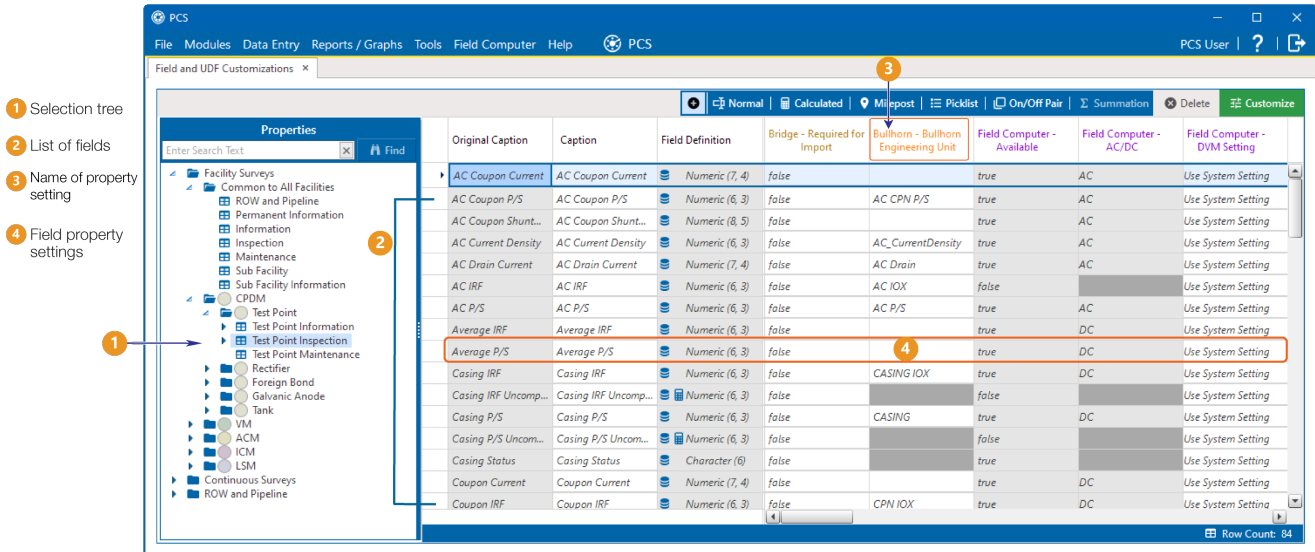 PCS
File Modules Data Entry Reports / Graphs Tools Field Computer Help PCS PCS User | ? |
Field and UDF Customizations ×
3
1 Selection tree
2 List of fields
3 Name of property
setting
4 Field property
settings
Normal | Calculated | Milepost | Picklist | On/Off Pair | Σ Summation Delete Customize
Properties
Enter Search Text × Find
Facility Surveys
Common to All Facilities
ROW and Pipeline
Permanent Information
Information
Inspection
Maintenance
Sub Facility
Sub Facility Information
CPDM
Test Point
Test Point Information
1
Test Point Inspection
Test Point Maintenance
Rectifier
Foreign Bond
Galvanic Anode
Tank
VM
ACM
ICM
LSM
Continuous Surveys
ROW and Pipeline
2
Original Caption Caption Field Definition Bridge - Required for Import Bullhorn - Bullhorn Engineering Unit Field Computer - Available Field Computer - AC/DC Field Computer - DVM Setting
AC Coupon Current AC Coupon Current Numeric (7, 4) false true AC Use System Setting
AC Coupon P/S AC Coupon P/S Numeric (6, 3) false AC CPN P/S true AC Use System Setting
AC Coupon Shunt... AC Coupon Shunt... Numeric (8, 5) false true AC Use System Setting
AC Current Density AC Current Density Numeric (6, 3) false AC_CurrentDensity true AC Use System Setting
AC Drain Current AC Drain Current Numeric (7, 4) false AC Drain true AC Use System Setting
AC IRF AC IRF Numeric (6, 3) false AC IOX false Use System Setting
AC P/S AC P/S Numeric (6, 3) false AC P/S true AC Use System Setting
Average IRF Average IRF Numeric (6, 3) false true DC Use System Setting
Average P/S Average P/S Numeric (6, 3) false 4 true DC Use System Setting
Casing IRF Casing IRF Numeric (6, 3) false CASING IOX true DC Use System Setting
Casing IRF Uncomp... Casing IRF Uncomp... Numeric (6, 3) false false Use System Setting
Casing P/S Casing P/S Numeric (6, 3) false CASING true DC Use System Setting
Casing P/S Uncom... Casing P/S Uncom... Numeric (6, 3) false false Use System Setting
Casing Status Casing Status Character (6) false true Use System Setting
Coupon Current Coupon Current Numeric (7, 4) false true DC Use System Setting
Coupon IRF Coupon IRF Numeric (6, 3) false CPN IOX true DC Use System Setting
Row Count: 84